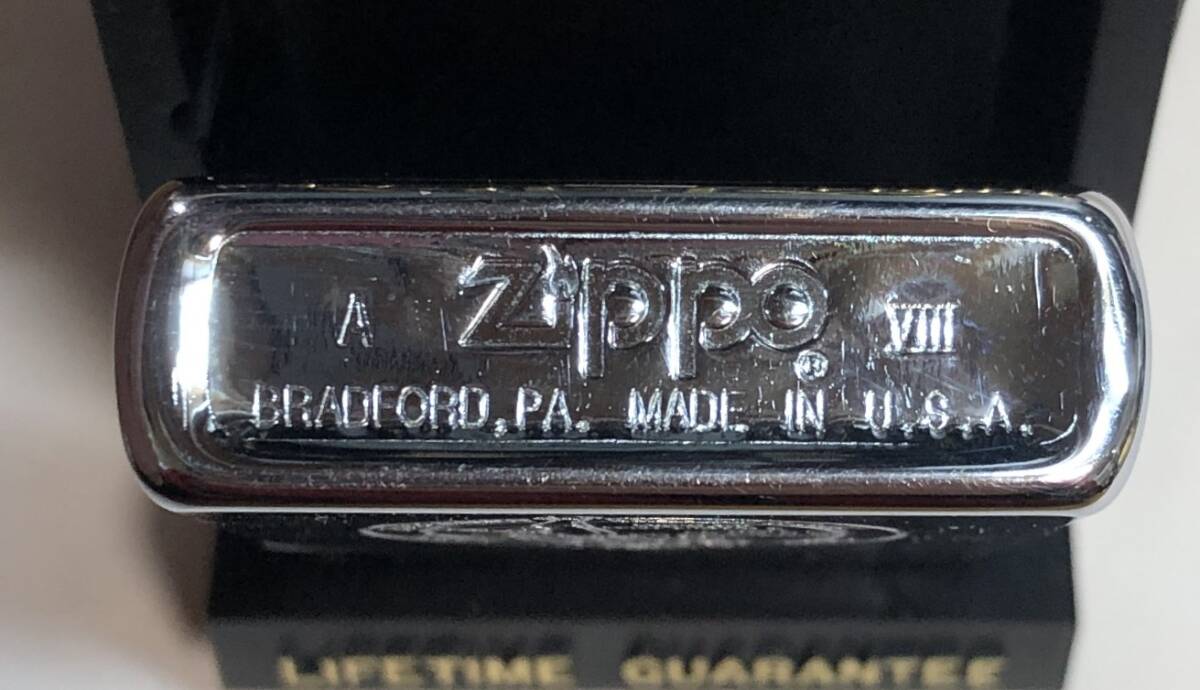 A zippo® VIII
BRADFORD,PA. MADE IN U.S.A.
LIFETIME GUARANTEE